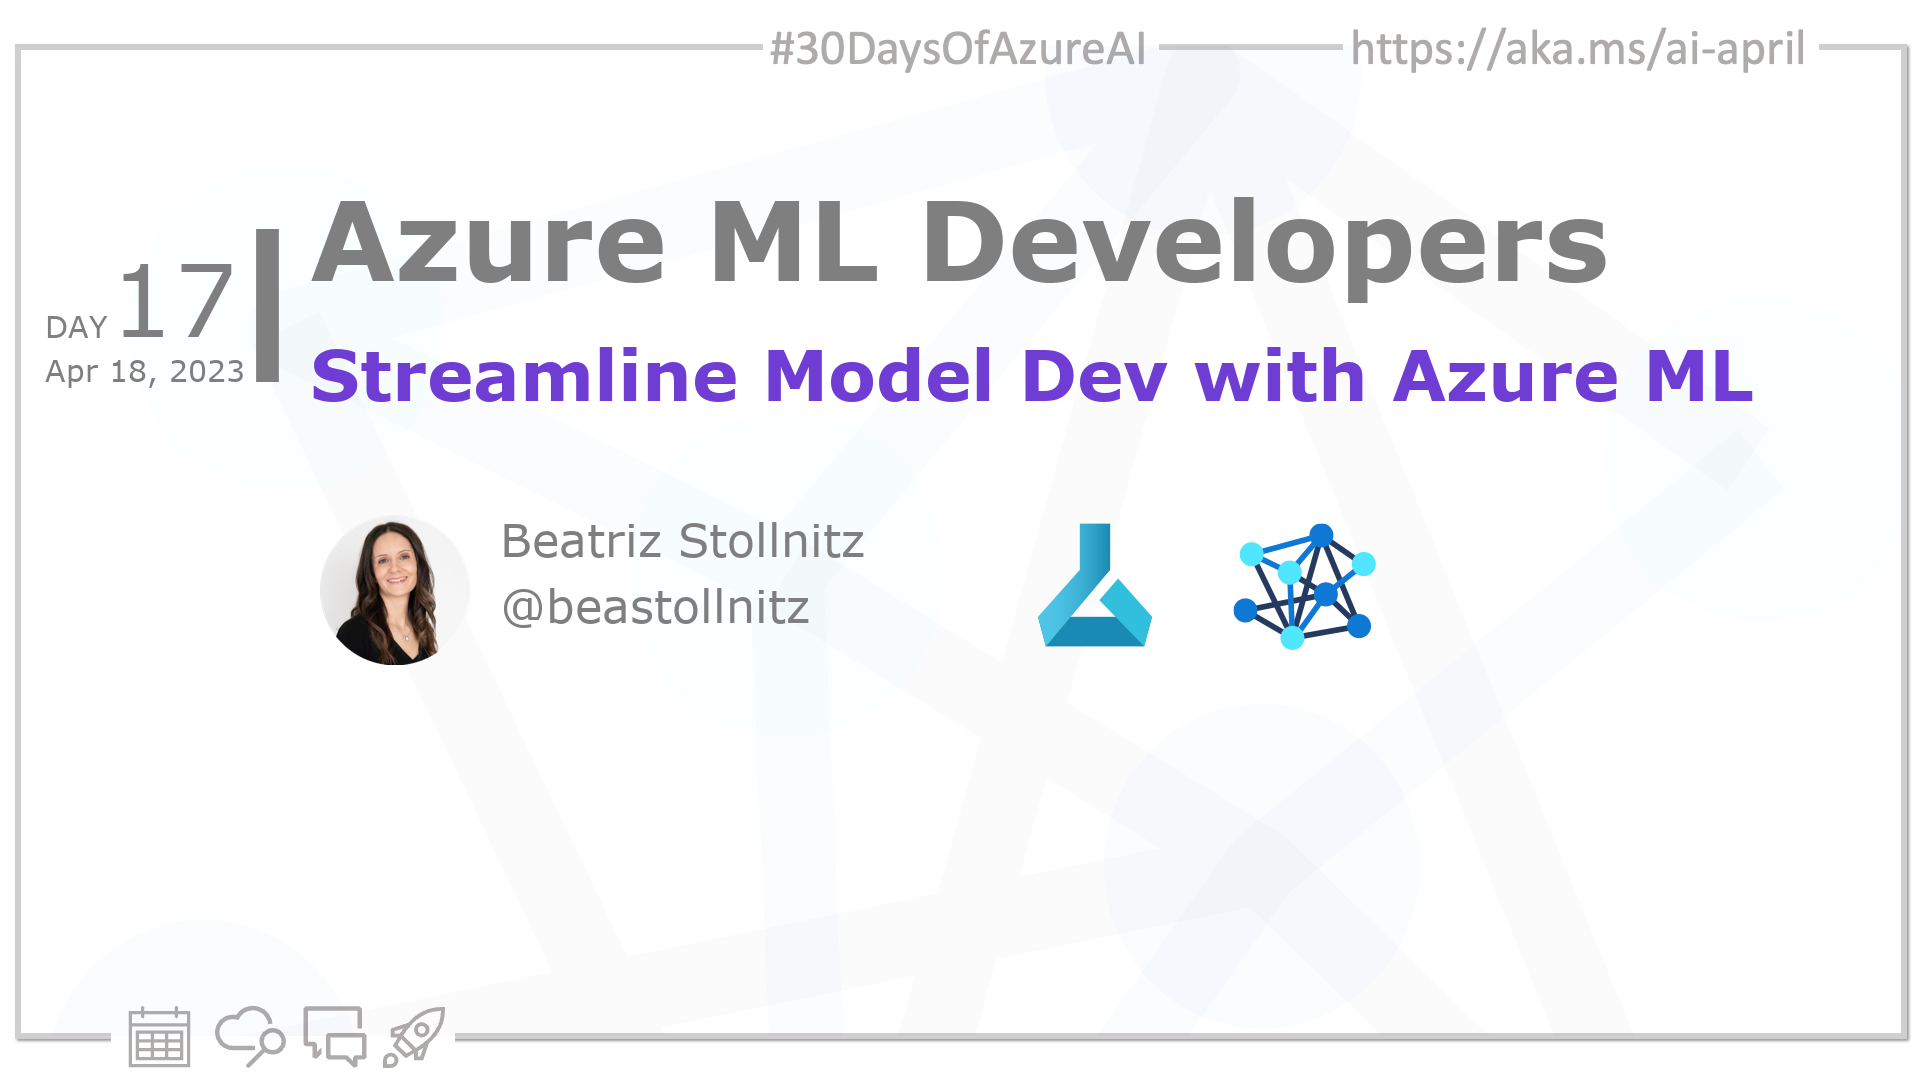 #30DaysOfAzureAI
https://aka.ms/ai-april
Azure ML Developers
DAY 17
Apr 18, 2023
Streamline Model Dev with Azure ML
Beatriz Stollnitz
@beastollnitz